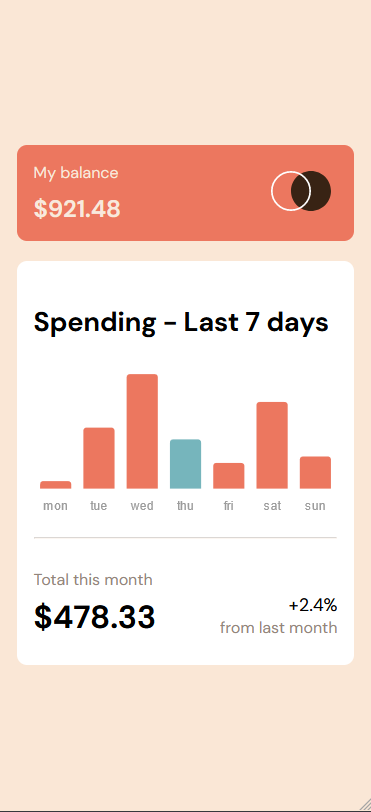 My balance
$921.48
Spending - Last 7 days
mon tue wed thu fri sat sun
Total this month
$478.33
+2.4%
from last month